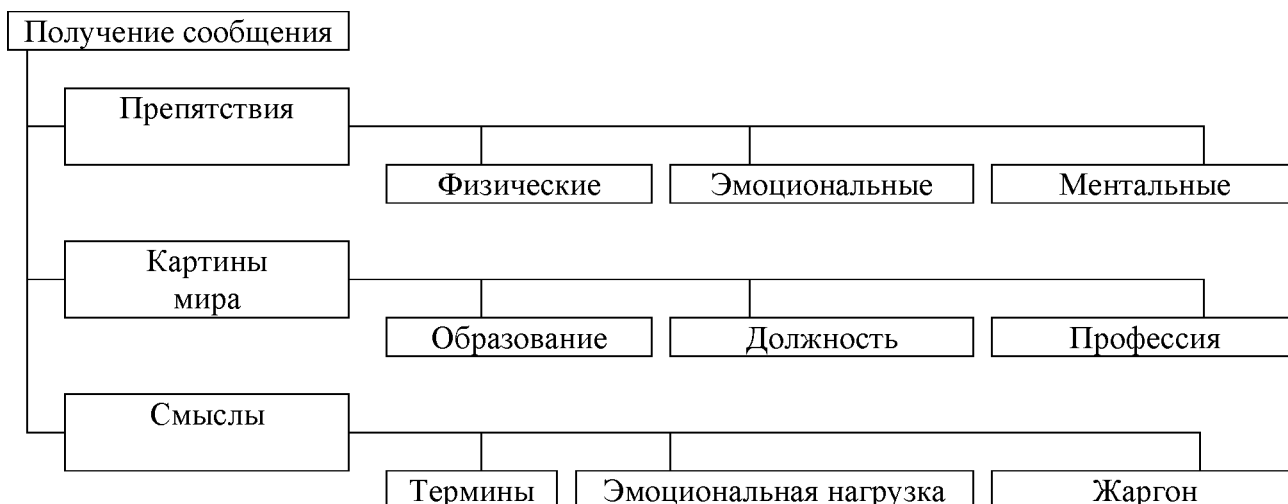 Получение сообщения
Препятствия
Физические Эмоциональные Ментальные
Картины
мира
Образование Должность Профессия
Смыслы
Термины Эмоциональная нагрузка Жаргон